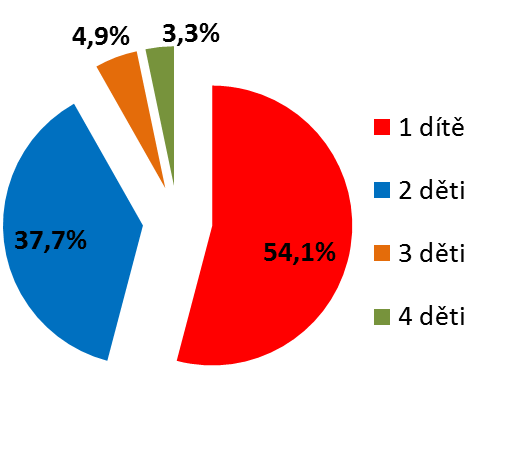 4,9%
3,3%
37,7%
54,1%
1 dítě
2 děti
3 děti
4 děti